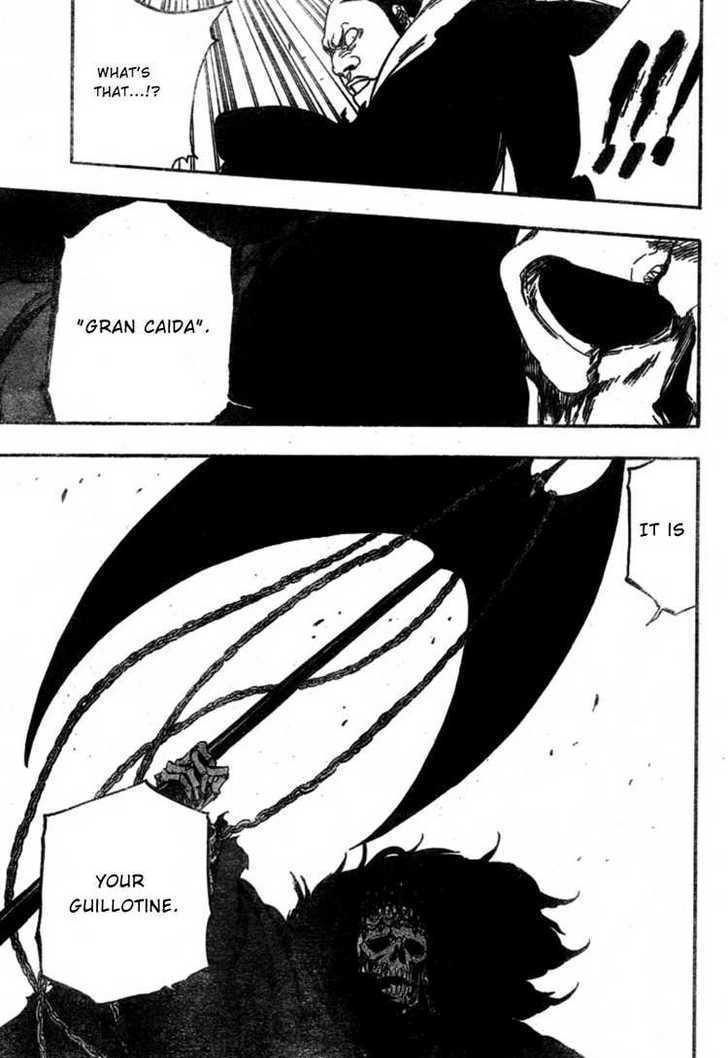 WHAT'S
THAT...!?
!!!
"GRAN CAIDA".
IT IS
YOUR
GUILLOTINE.